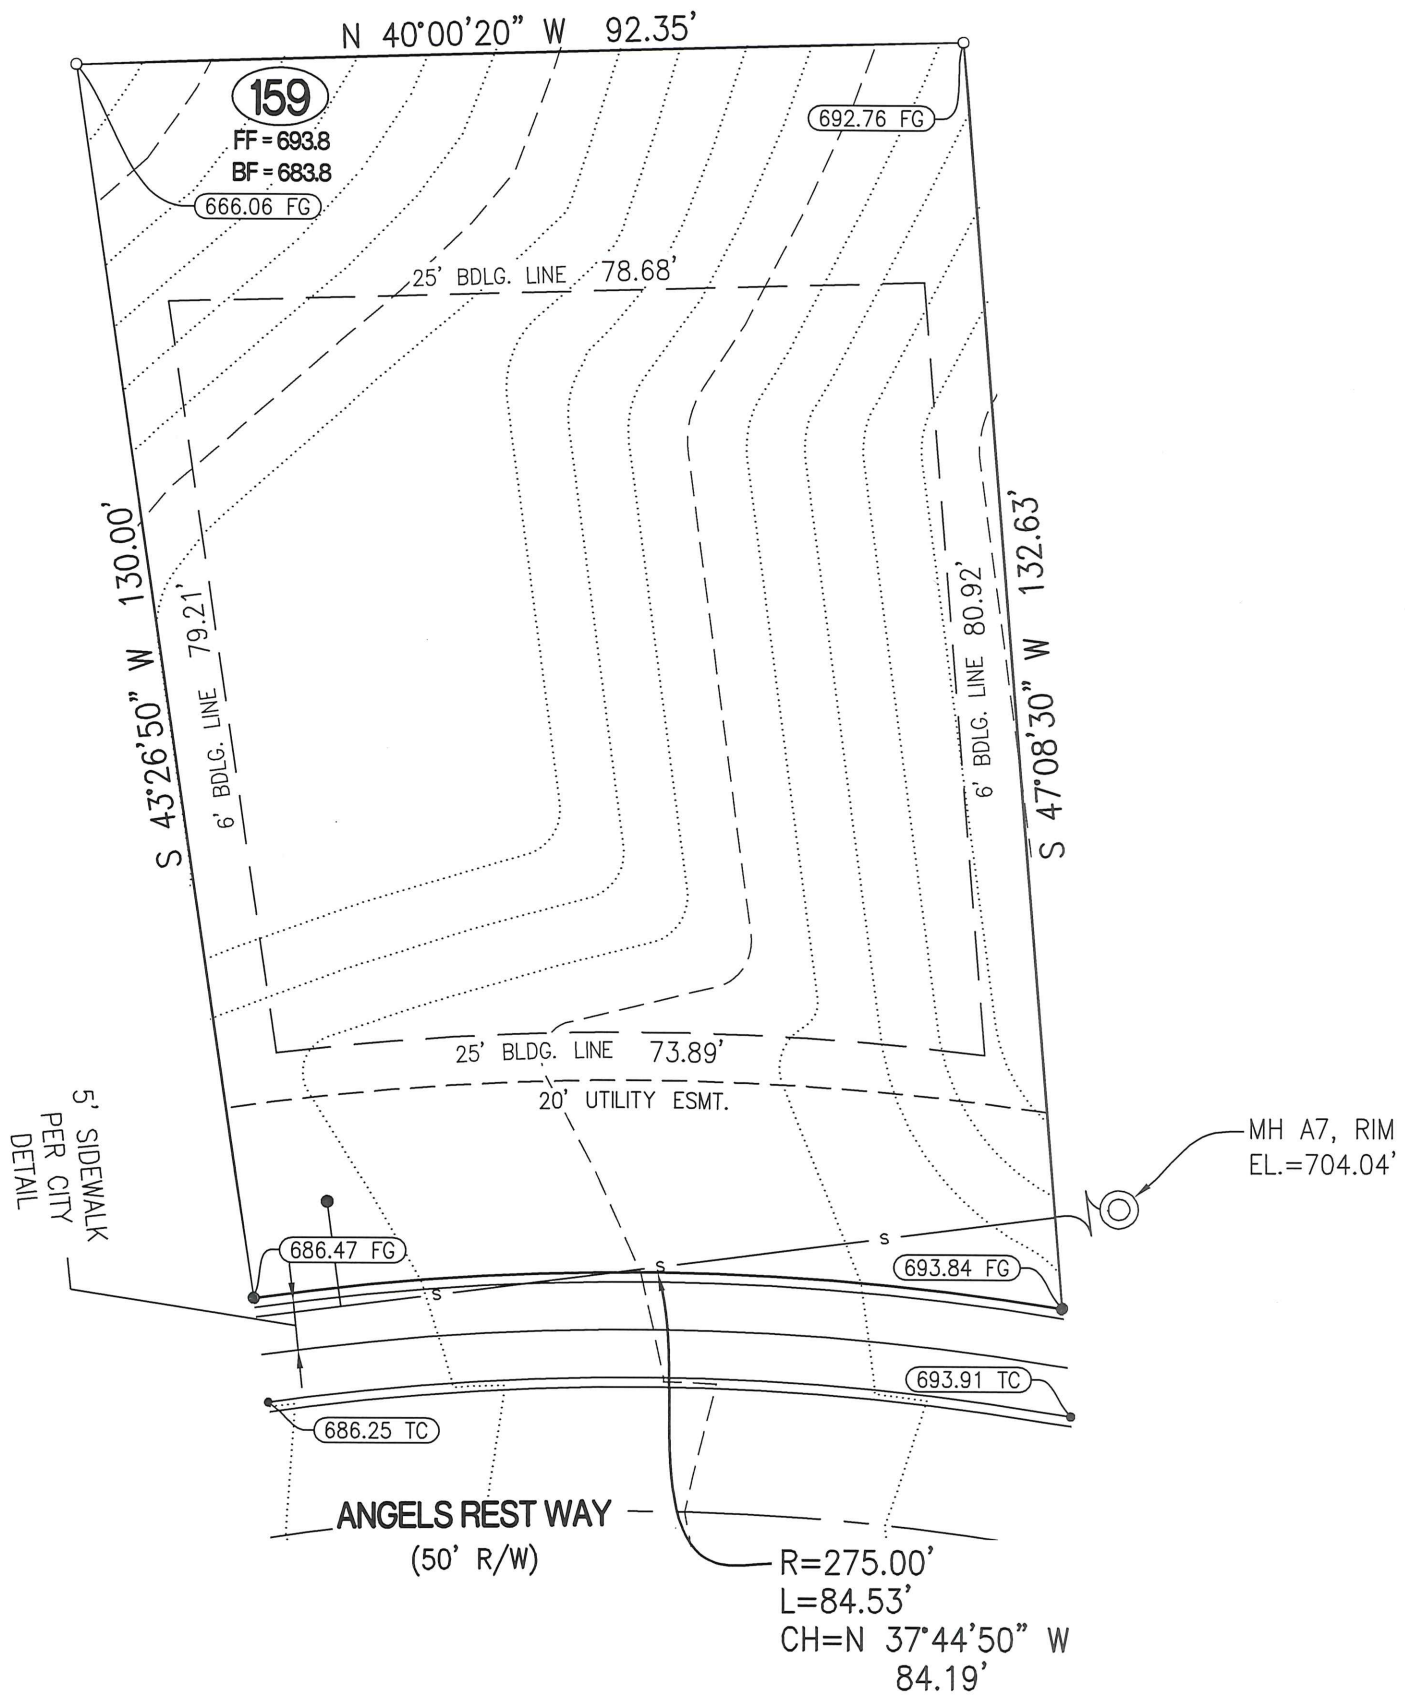 N 40°00'20" W 92.35'
159
FF = 693.8
BF = 683.8
666.06 FG
692.76 FG
25' BDLG. LINE 78.68'
S 43°26'50" W 130.00'
6' BDLG. LINE 79.21'
6' BDLG. LINE 80.92'
S 47°08'30" W 132.63'
25' BLDG. LINE 73.89'
20' UTILITY ESMT.
5' SIDEWALK
PER CITY
DETAIL
MH A7, RIM
EL.=704.04'
686.47 FG
S
S
S
693.84 FG
693.91 TC
686.25 TC
ANGELS REST WAY
(50' R/W)
R=275.00'
L=84.53'
CH=N 37°44'50" W
84.19'